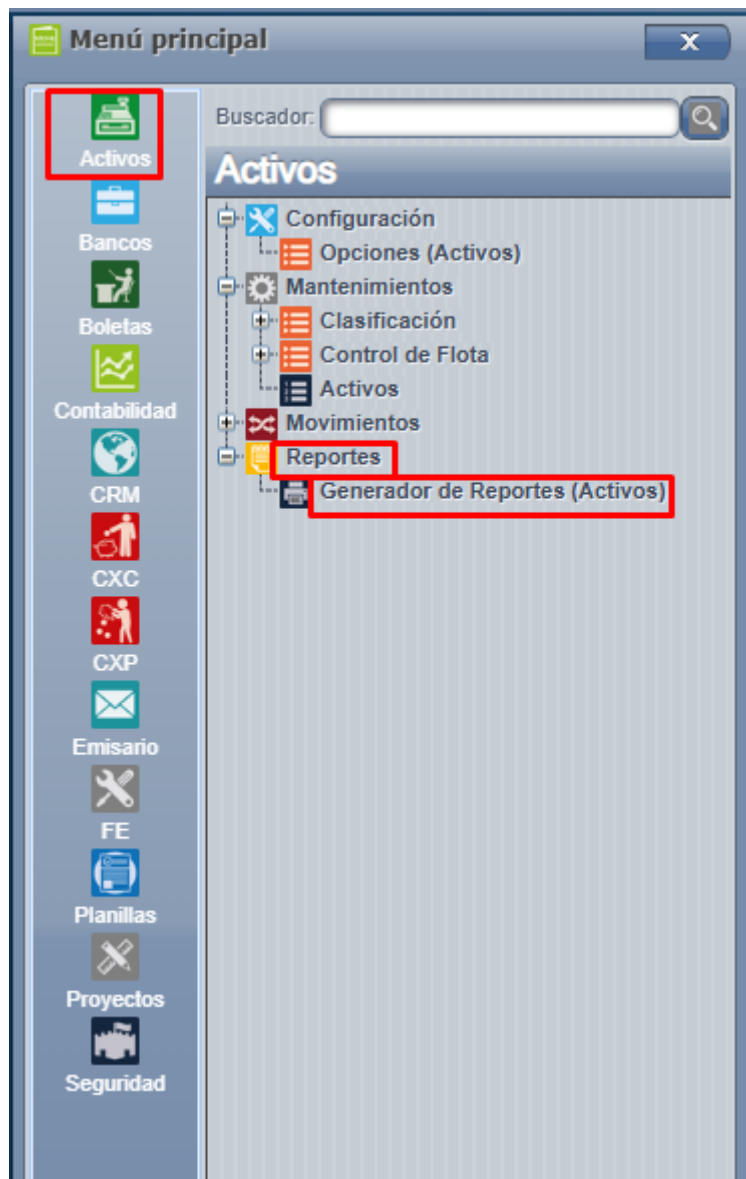 Menú principal
x
Activos
Bancos
Boletas
Contabilidad
CRM
CXC
CXP
Emisario
FE
Planillas
Proyectos
Seguridad
Buscador:
Activos
Configuración
Opciones (Activos)
Mantenimientos
Clasificación
Control de Flota
Activos
Movimientos
Reportes
Generador de Reportes (Activos)